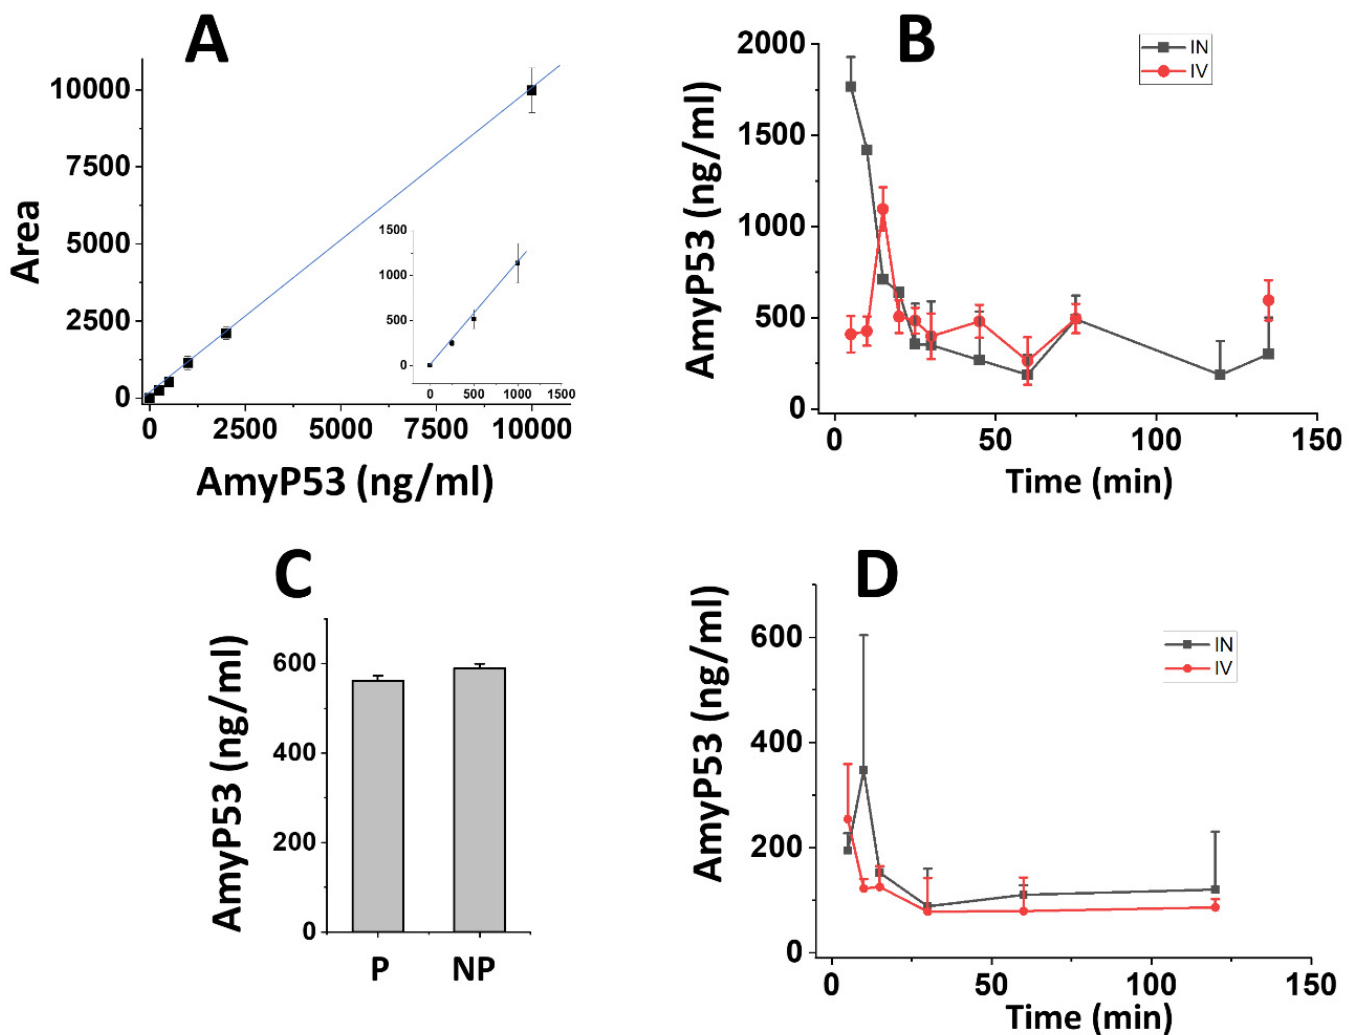 A
10000
7500
5000
2500
0
Area
1500
1000
500
0
0 500 1000 1500
0 2500 5000 7500 10000
AmyP53 (ng/ml)
B
IN
IV
2000
1500
1000
500
0
AmyP53 (ng/ml)
0 50 100 150
Time (min)
C
600
400
200
0
AmyP53 (ng/ml)
P NP
D
IN
IV
600
400
200
0
AmyP53 (ng/ml)
0 50 100 150
Time (min)